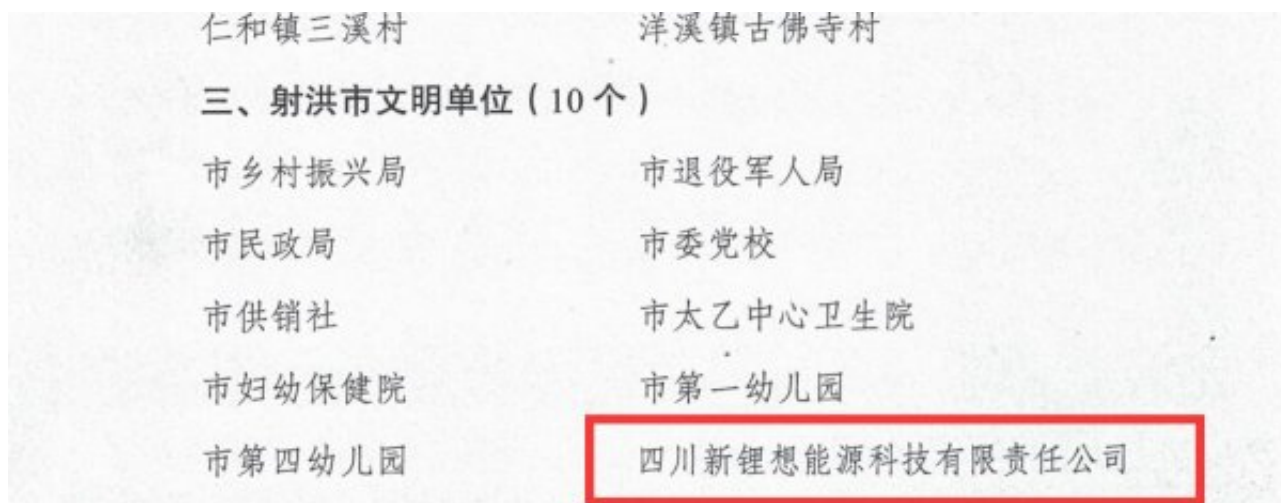 仁和镇三溪村 洋溪镇古佛寺村
三、射洪市文明单位（10个）
市乡村振兴局 市退役军人局
市民政局 市委党校
市供销社 市太乙中心卫生院
市妇幼保健院 市第一幼儿园
市第四幼儿园 四川新锂想能源科技有限责任公司